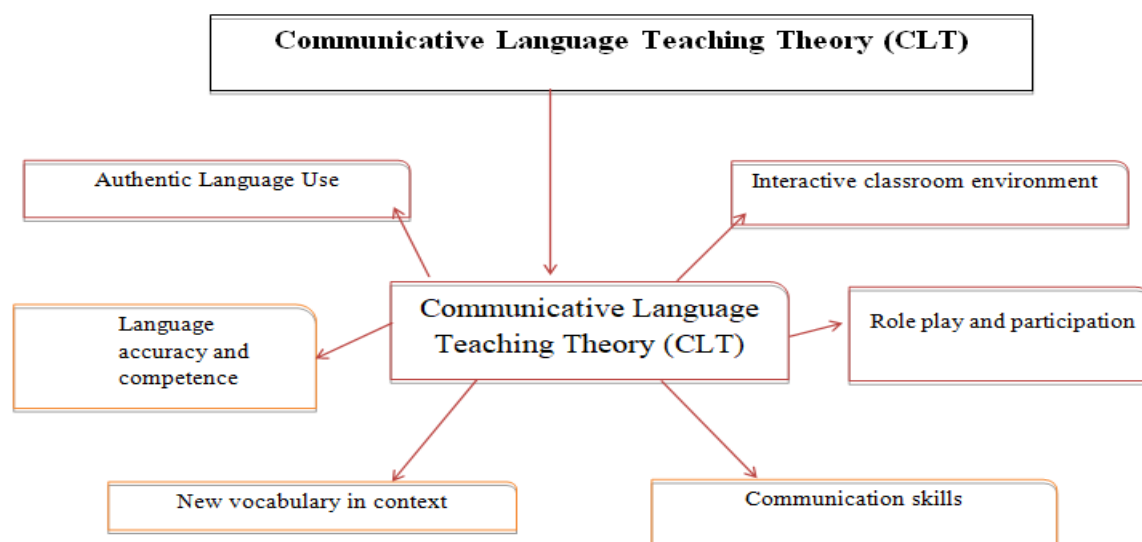 Communicative Language Teaching Theory (CLT)
Authentic Language Use
Interactive classroom environment
Communicative Language
Teaching Theory (CLT)
Language
accuracy and
competence
Role play and participation
New vocabulary in context
Communication skills